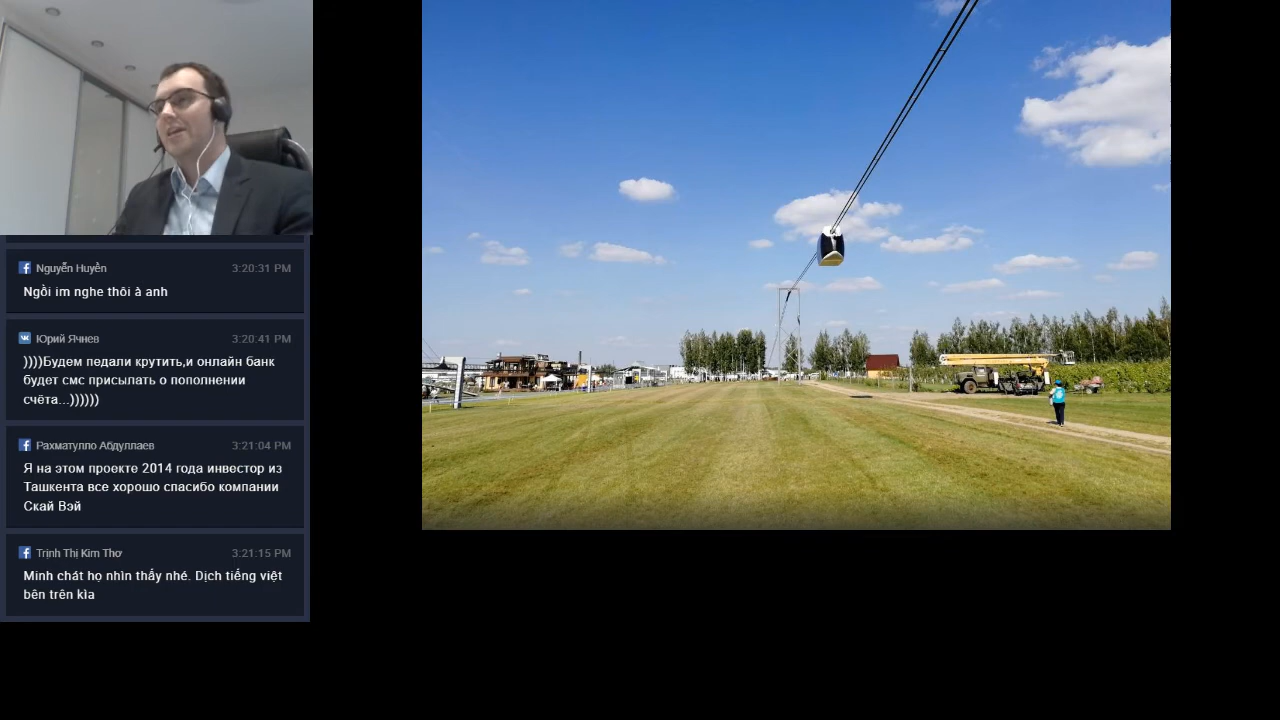 Nguyễn Huyền 3:20:31 PM
Ngồi im nghe thôi à anh
Юрий Ячнев 3:20:41 PM
))))Будем педали крутить,и онлайн банк
будет смс присылать о пополнении
счёта...))))))
Рахматулло Абдуллаев 3:21:04 PM
Я на этом проекте 2014 года инвестор из
Ташкента все хорошо спасибо компании
Скай Вэй
Trịnh Thị Kim Thơ 3:21:15 PM
Minh chát họ nhìn thấy nhé. Dịch tiếng việt
bên trên kìa